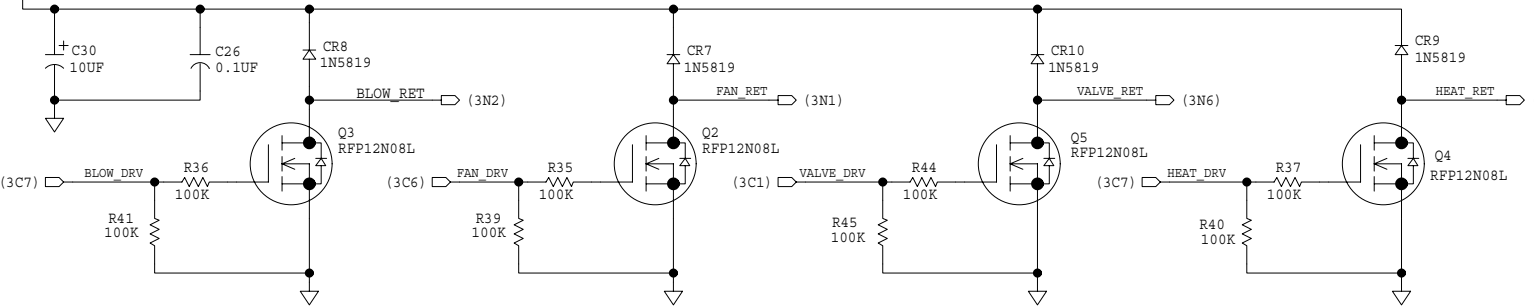 C30
10UF
C26
0.1UF
CR8
1N5819
BLOW_RET
(3N2)
Q3
RFP12N08L
(3C7)
BLOW_DRV
R36
100K
R41
100K
CR7
1N5819
FAN_RET
(3N1)
Q2
RFP12N08L
(3C6)
FAN_DRV
R35
100K
R39
100K
CR10
1N5819
VALVE_RET
(3N6)
Q5
RFP12N08L
(3C1)
VALVE_DRV
R44
100K
R45
100K
CR9
1N5819
HEAT_RET
Q4
RFP12N08L
(3C7)
HEAT_DRV
R37
100K
R40
100K